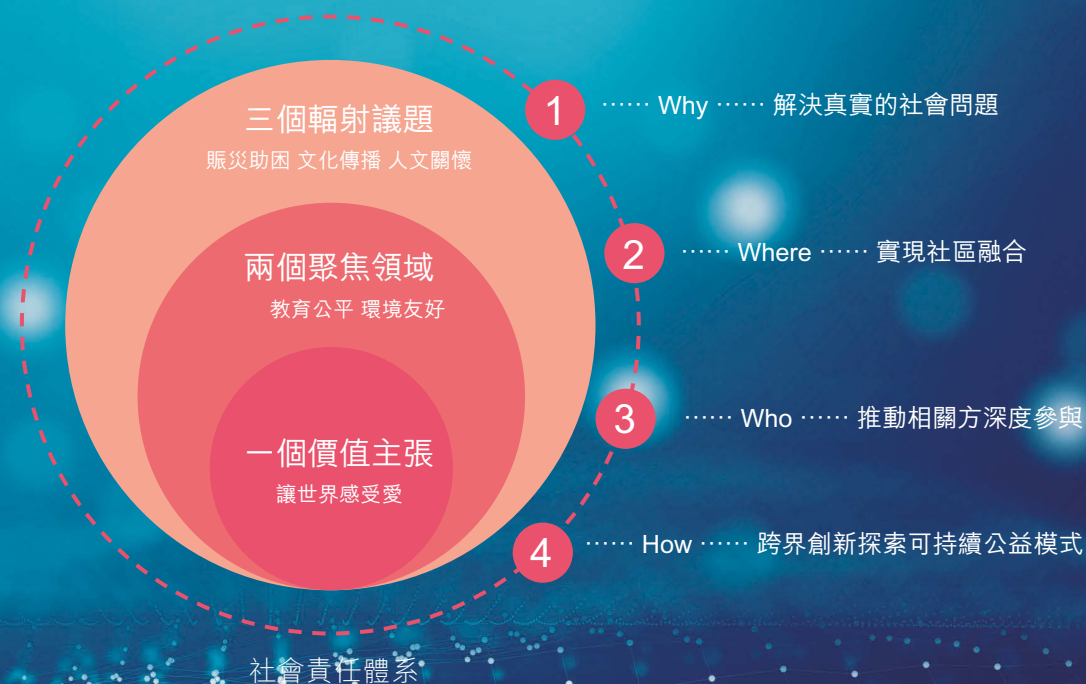 三個輻射議題
賑災助困 文化傳播 人文關懷
兩個聚焦領域
教育公平 環境友好
一個價值主張
讓世界感受愛
1 ······ Why ······ 解決真實的社會問題
2 ······ Where ······ 實現社區融合
3 ······ Who ······ 推動相關方深度參與
4 ······ How ······ 跨界創新探索可持續公益模式
社會責任體系